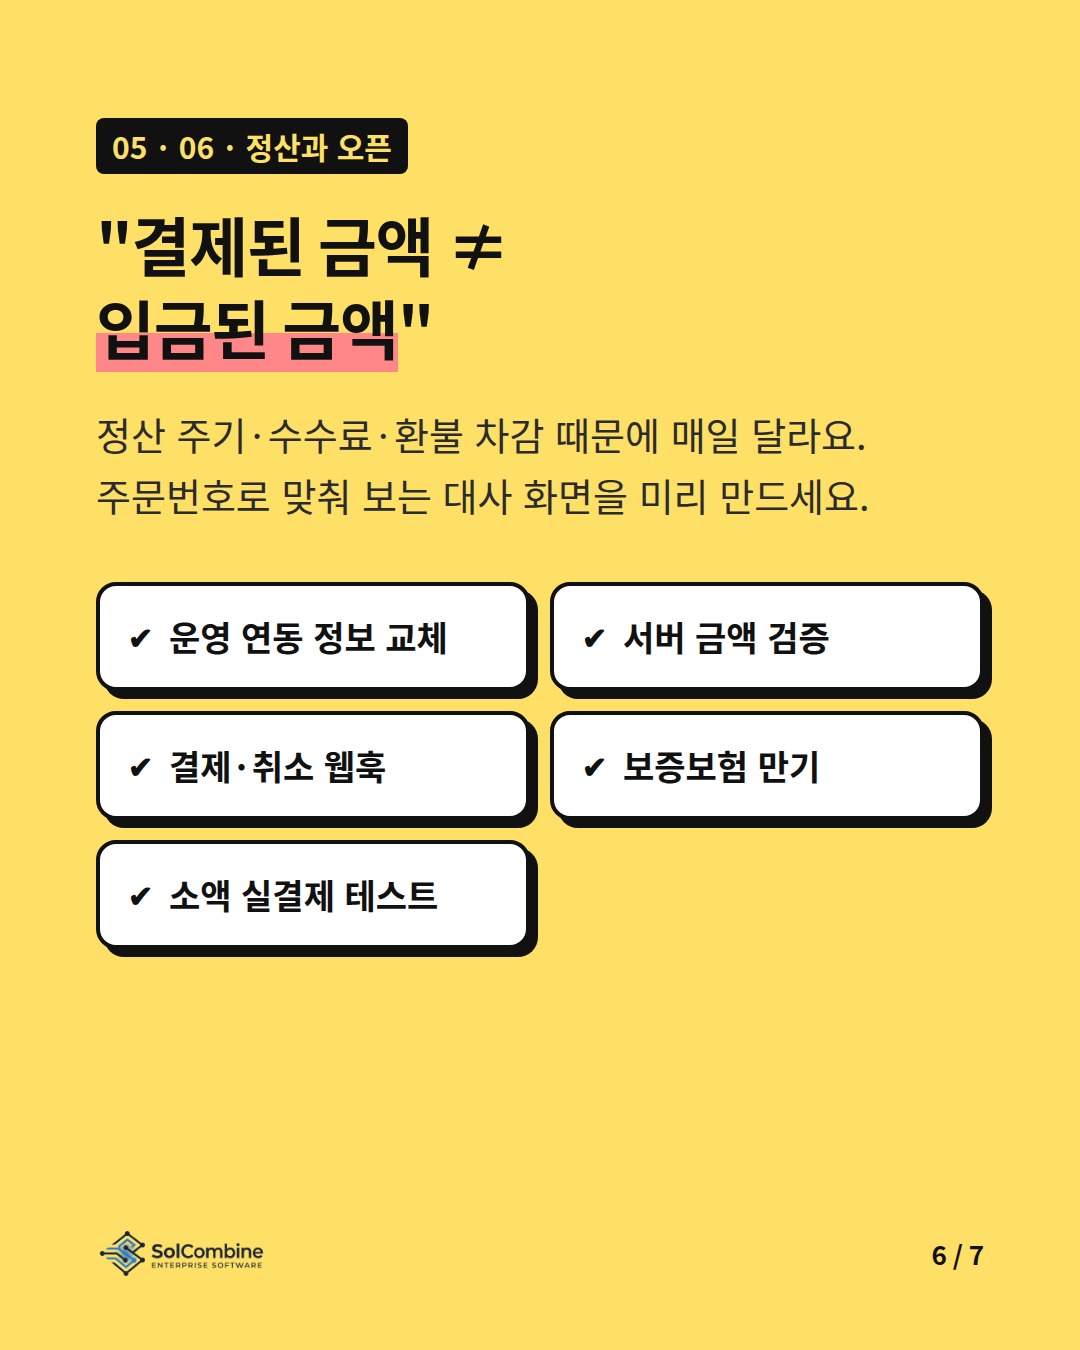 05 · 06 · 정산과 오픈
"결제된 금액 ≠
입금된 금액"
정산 주기·수수료·환불 차감 때문에 매일 달라요.
주문번호로 맞춰 보는 대사 화면을 미리 만드세요.
✔ 운영 연동 정보 교체
✔ 서버 금액 검증
✔ 결제·취소 웹훅
✔ 보증보험 만기
✔ 소액 실결제 테스트
SolCombine
ENTERPRISE SOFTWARE
6 / 7